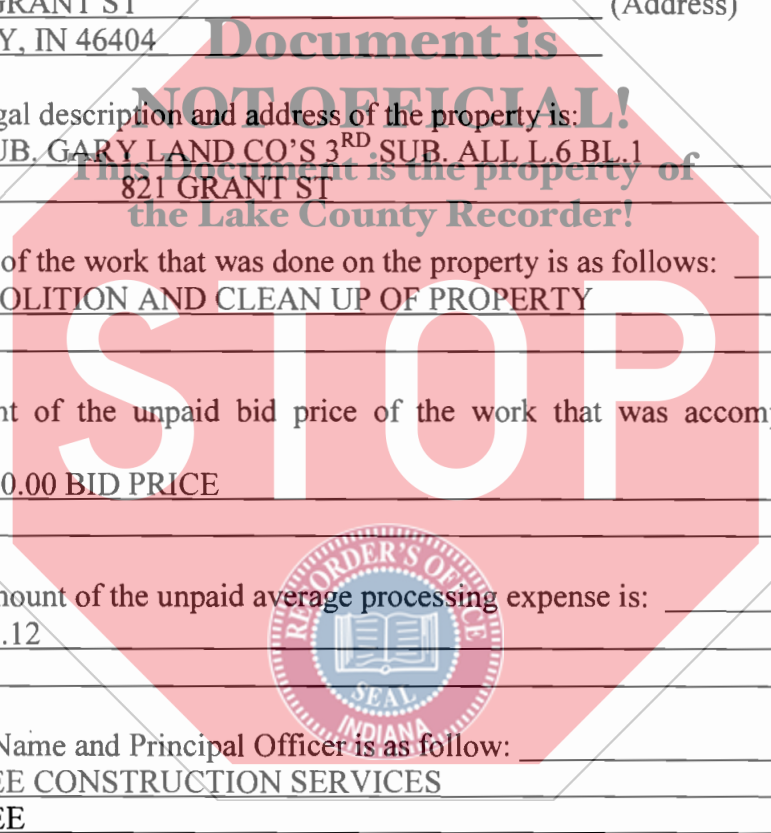 GRANT ST (Address)
Y, IN 46404
Document is
NOT OFFICIAL!
gal description and address of the property is:
UB. GARY LAND CO'S 3RD SUB. ALL L.6 BL.1
This Document is the property of
821 GRANT ST
the Lake County Recorder!
of the work that was done on the property is as follows:
OLITION AND CLEAN UP OF PROPERTY
STOP
nt of the unpaid bid price of the work that was accomp
0.00 BID PRICE
RECORDER'S OFFICE
nount of the unpaid average processing expense is:
.12
SEAL
INDIANA
Name and Principal Officer is as follow:
EE CONSTRUCTION SERVICES
EE